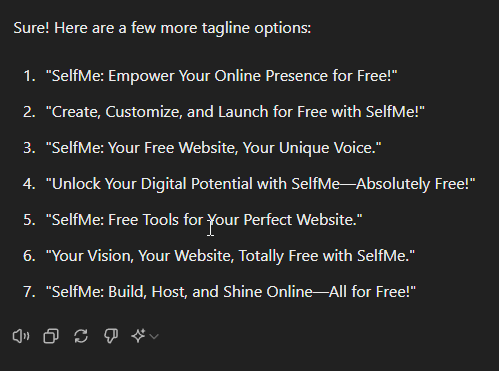 Sure! Here are a few more tagline options:
1. "SelfMe: Empower Your Online Presence for Free!"
2. "Create, Customize, and Launch for Free with SelfMe!"
3. "SelfMe: Your Free Website, Your Unique Voice."
4. "Unlock Your Digital Potential with SelfMe—Absolutely Free!"
5. "SelfMe: Free Tools for Your Perfect Website."
6. "Your Vision, Your Website, Totally Free with SelfMe."
7. "SelfMe: Build, Host, and Shine Online—All for Free!"